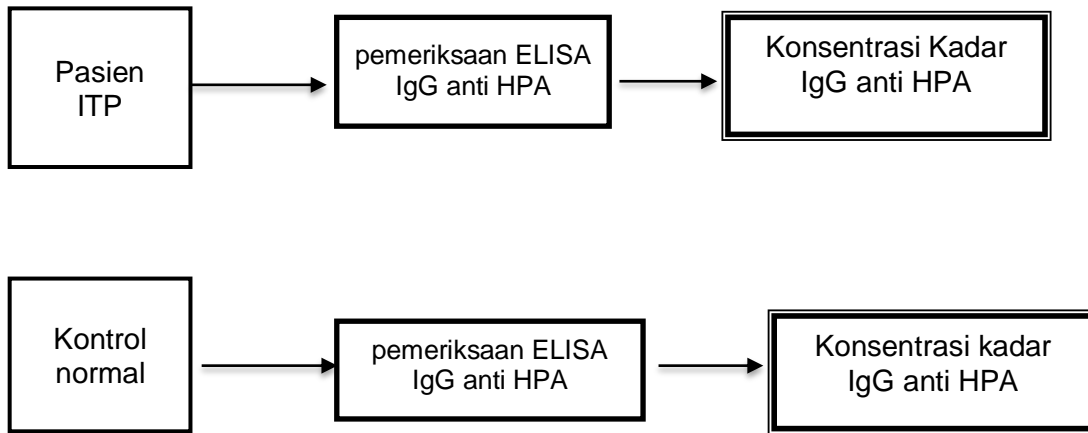 Pasien
ITP
pemeriksaan ELISA
IgG anti HPA
Konsentrasi Kadar
IgG anti HPA
Kontrol
normal
pemeriksaan ELISA
IgG anti HPA
Konsentrasi kadar
IgG anti HPA